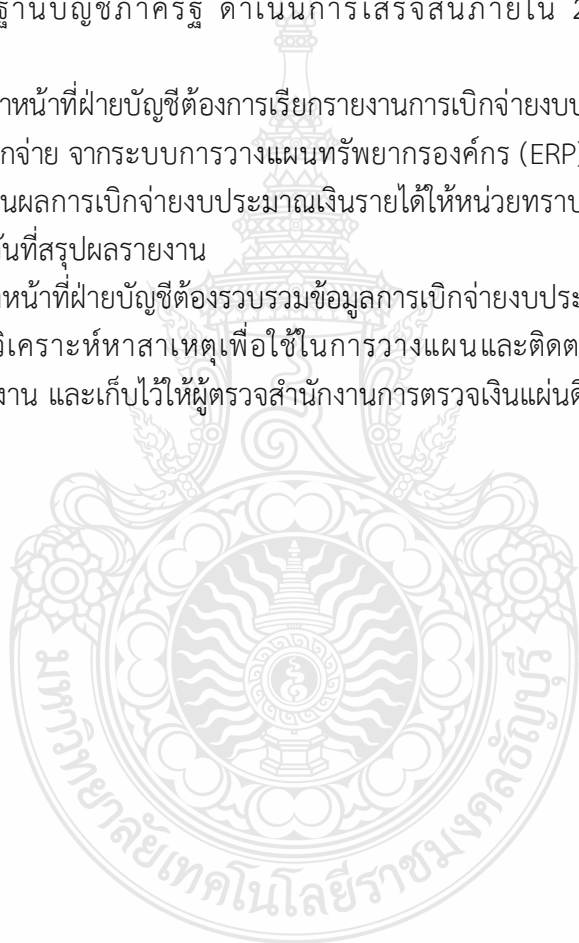 ฐานบัญชีภาครัฐ ดำเนินการเสร็จสิ้นภายใน 2
าหน้าที่ฝ่ายบัญชีต้องการเรียกรายงานการเบิกจ่ายงบป
กจ่าย จากระบบการวางแผนทรัพยากรองค์กร (ERP)
นผลการเบิกจ่ายงบประมาณเงินรายได้ให้หน่วยทราบ
ันที่สรุปผลรายงาน
าหน้าที่ฝ่ายบัญชีต้องรวบรวมข้อมูลการเบิกจ่ายงบประ
วิเคราะห์หาสาเหตุเพื่อใช้ในการวางแผนและติดต
งาน และเก็บไว้ให้ผู้ตรวจสำนักงานการตรวจเงินแผ่นดิ
มหาวิทยาลัยเทคโนโลยีราชมงคลธัญบุรี